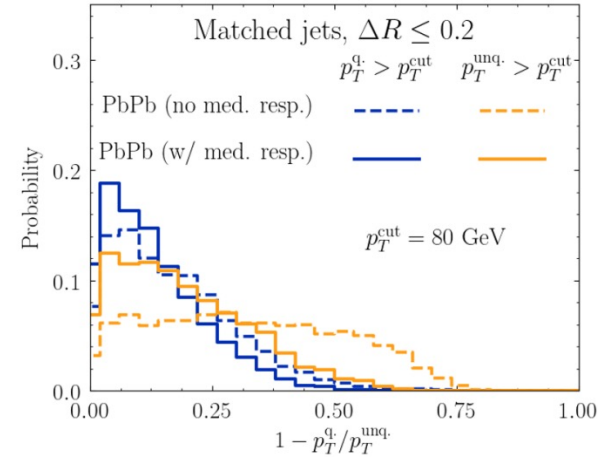 Matched jets, ΔR ≤ 0.2
p_T^{q.} > p_T^{cut} p_T^{unq.} > p_T^{cut}
PbPb (no med. resp.)
PbPb (w/ med. resp.)
p_T^{cut} = 80 GeV
Probability
0.3
0.2
0.1
0.0
0.00 0.25 0.50 0.75 1.00
1 − p_T^{q.}/p_T^{unq.}